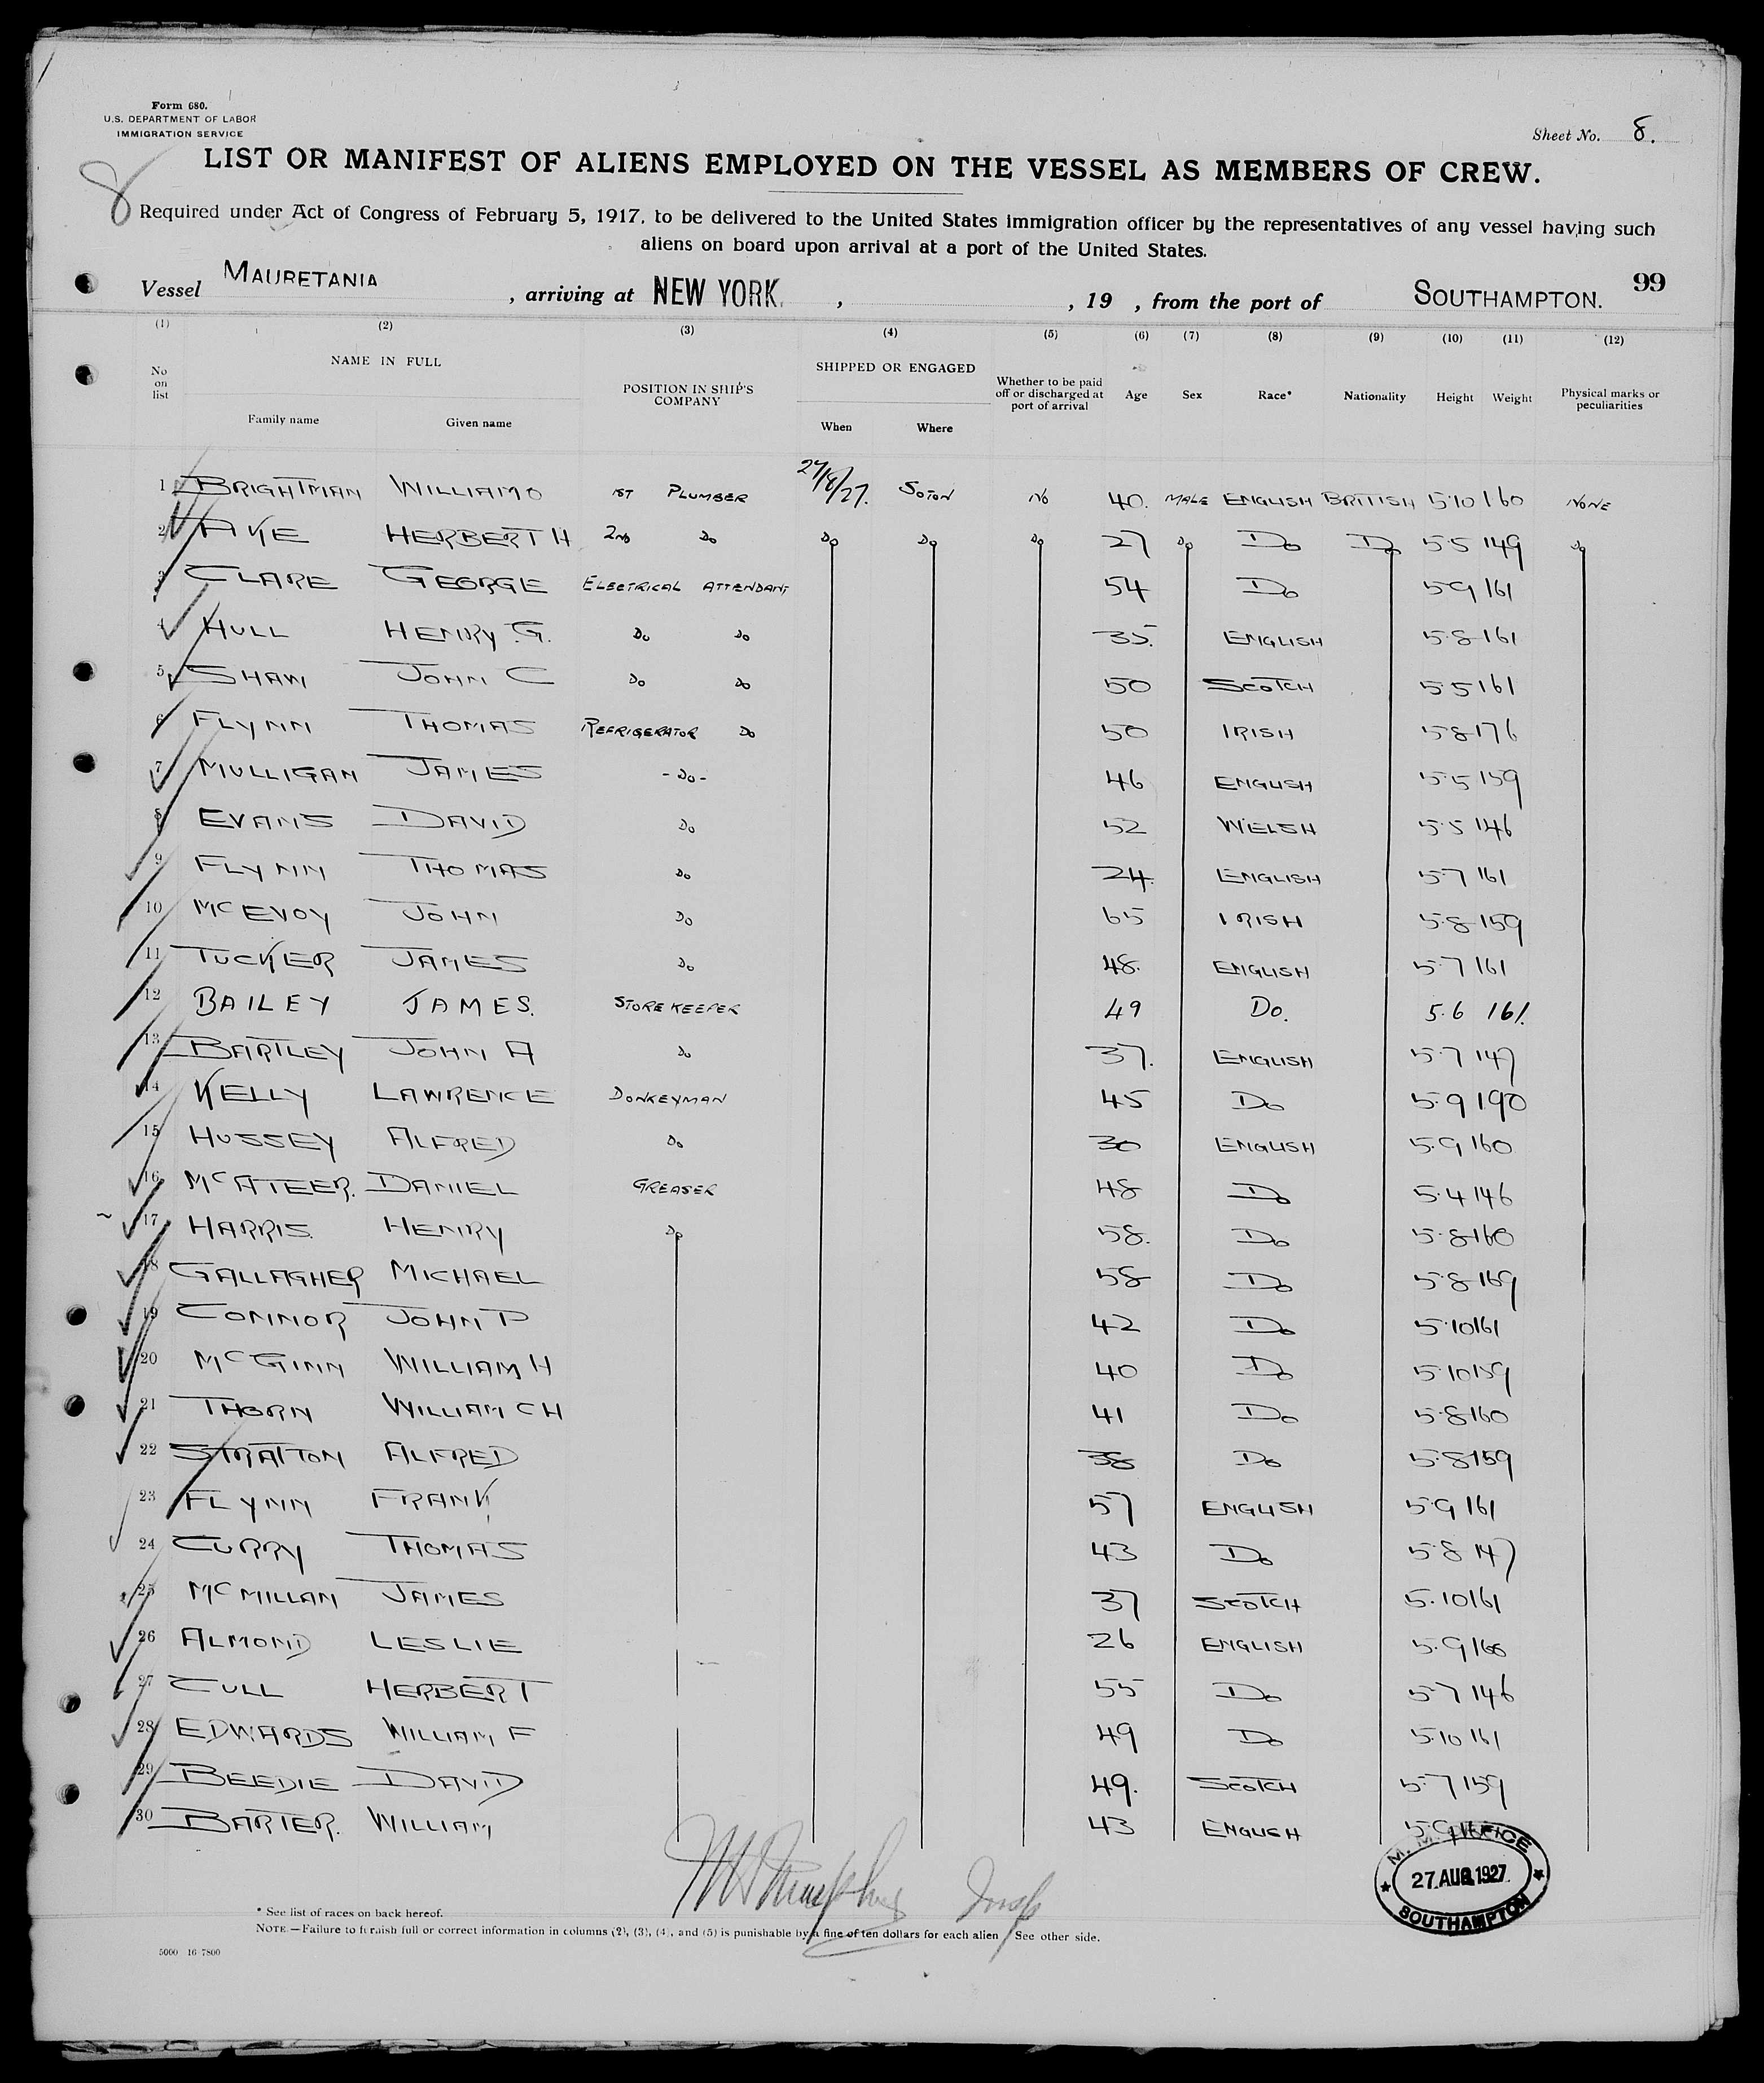 Form 680.
U.S. DEPARTMENT OF LABOR
IMMIGRATION SERVICE
Sheet No. 8.
8
LIST OR MANIFEST OF ALIENS EMPLOYED ON THE VESSEL AS MEMBERS OF CREW.
Required under Act of Congress of February 5, 1917, to be delivered to the United States immigration officer by the representatives of any vessel having such
aliens on board upon arrival at a port of the United States.
99
Vessel MAURETANIA , arriving at NEW YORK. , , 19 , from the port of SOUTHAMPTON.
(1) (2) (3) (4) (5) (6) (7) (8) (9) (10) (11) (12)
No on list NAME IN FULL Family name Given name POSITION IN SHIP'S COMPANY SHIPPED OR ENGAGED When Where Whether to be paid off or discharged at port of arrival Age Sex Race* Nationality Height Weight Physical marks or peculiarities
1 BRIGHTMAN WILLIAM O 1ST PLUMBER 27/8/27. SOTON NO 40. MALE ENGLISH BRITISH 5.10 160 NONE
2 AKE HERBERT H 2ND DO DO DO DO 27 DO DO DO 5.5 149 DO
3 CLARE GEORGE ELECTRICAL ATTENDANT 54 DO 5.9 161
4 HULL HENRY G. DO DO 35. ENGLISH 5.8 161
5 SHAW JOHN C DO DO 50 SCOTCH 5.5 161
6 FLYNN THOMAS REFRIGERATOR DO 50 IRISH 5.8 176
7 MULLIGAN JAMES -DO- 46 ENGLISH 5.5 159
8 EVANS DAVID DO 52 WELSH 5.5 146
9 FLYNN THOMAS DO 24. ENGLISH 5.7 161
10 MCEVOY JOHN DO 65 IRISH 5.8 159
11 TUCKER JAMES DO 48. ENGLISH 5.7 161
12 BAILEY JAMES. STOREKEEPER 49 DO. 5.6 161.
13 BARTLEY JOHN A DO 37. ENGLISH 5.7 147
14 KELLY LAWRENCE DONKEYMAN 45 DO 5.9 190
15 HUSSEY ALFRED DO 30 ENGLISH 5.9 160
16 MCATEER. DANIEL GREASER 48 DO 5.4 146
17 HARRIS. HENRY DO 58. DO 5.8 160
18 GALLAGHER MICHAEL 58 DO 5.8 169
19 CONNOR JOHN P 42 DO 5.10 161
20 MCGINN WILLIAM H 40 DO 5.10 159
21 THORN WILLIAM C H 41 DO 5.8 160
22 STRATTON ALFRED 38 DO 5.8 159
23 FLYNN FRANK 57 ENGLISH 5.9 161
24 CURRY THOMAS 43 DO 5.8 147
25 MCMILLAN JAMES 37 SCOTCH 5.10 161
26 ALMOND LESLIE 26 ENGLISH 5.9
27 CULL HERBERT 55 DO 5.7 146
28 EDWARDS WILLIAM F 49 DO 5.10 161
29 BEEDIE DAVID 49. SCOTCH 5.7 159
30 BARTER. WILLIAM 43 ENGLISH 5.9
M. M. OFFICE
27 AUG 1927
SOUTHAMPTON
* See list of races on back hereof.
NOTE.—Failure to furnish full or correct information in columns (2), (3), (4), and (5) is punishable by a fine of ten dollars for each alien See other side.
5000 16-7800